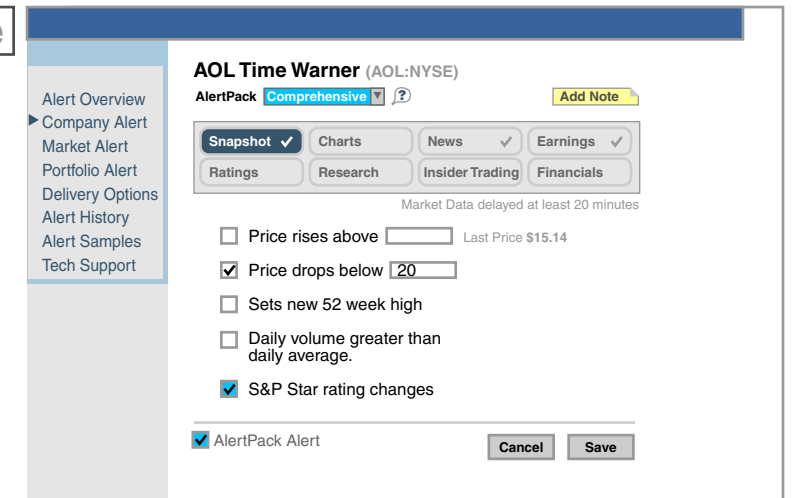 e
AOL Time Warner (AOL:NYSE)
AlertPack Comprehensive ?
Add Note
Alert Overview
Company Alert
Market Alert
Portfolio Alert
Delivery Options
Alert History
Alert Samples
Tech Support
Snapshot Charts News Earnings
Ratings Research Insider Trading Financials
Market Data delayed at least 20 minutes
Price rises above Last Price $15.14
Price drops below 20
Sets new 52 week high
Daily volume greater than
daily average.
S&P Star rating changes
AlertPack Alert
Cancel Save